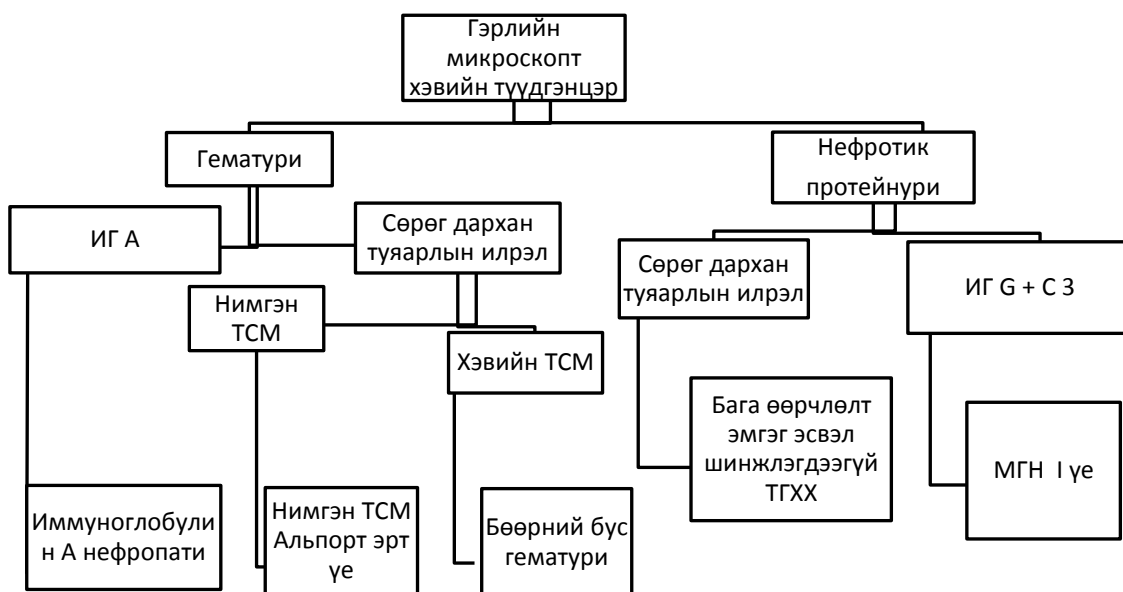 Гэрлийн
микроскопт
хэвийн түүдгэнцэр
Гематури
Нефротик
протейнури
ИГ А
Сөрөг дархан
туяарлын илрэл
Сөрөг дархан
туяарлын илрэл
ИГ G + С 3
Нимгэн
ТСМ
Хэвийн ТСМ
Бага өөрчлөлт
эмгэг эсвэл
шинжлэгдээгүй
ТГХХ
МГН I үе
Иммуноглобули
н А нефропати
Нимгэн ТСМ
Альпорт эрт
үе
Бөөрний бус
гематури